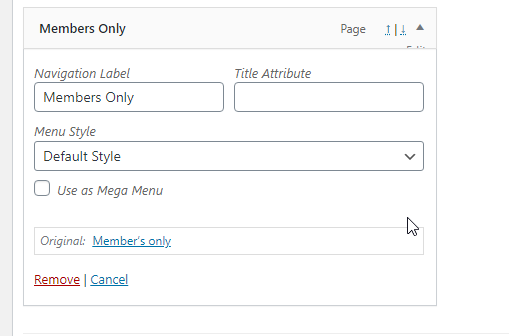 Members Only Page ↑ | ↓
Edit
Navigation Label Title Attribute
Members Only
Menu Style
Default Style
Use as Mega Menu
Original: Member's only
Remove | Cancel